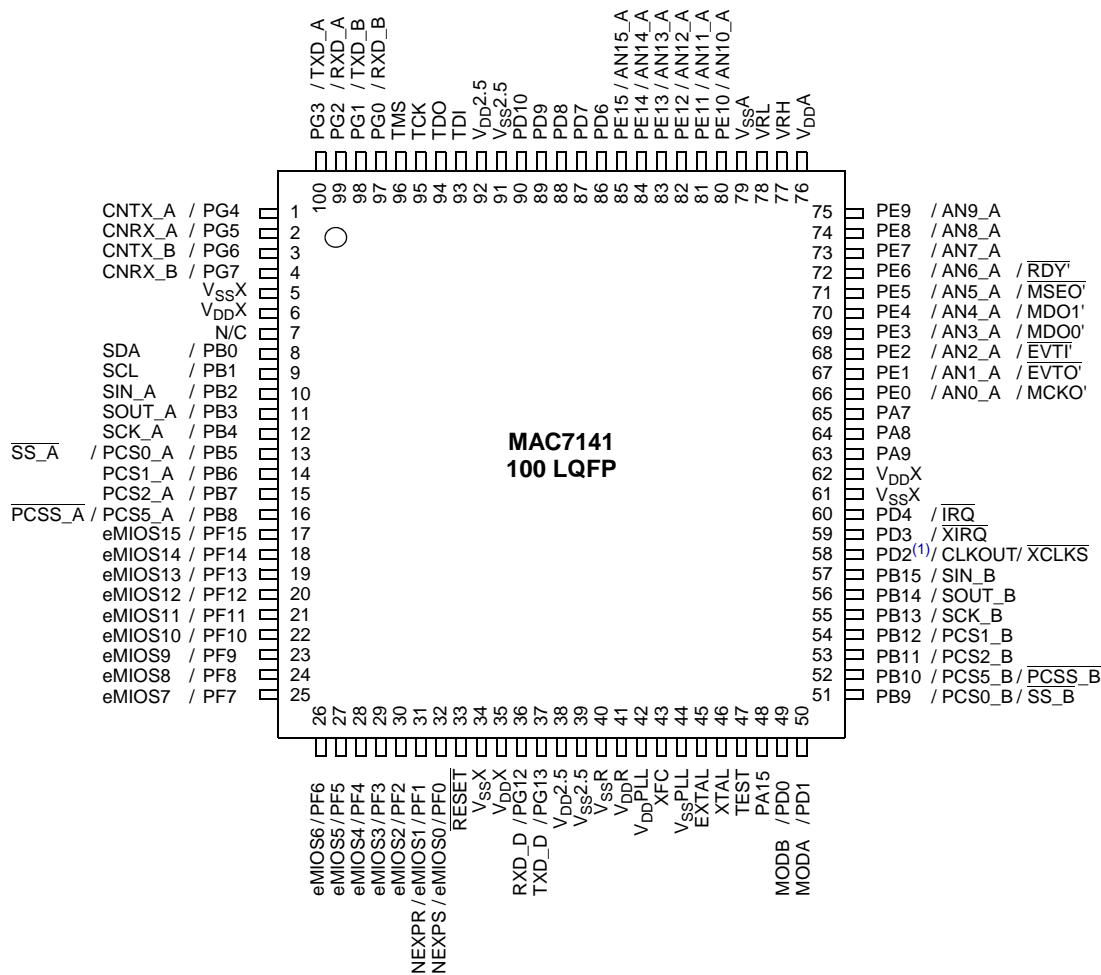 PG3 / TXD_A
PG2 / RXD_A
PG1 / TXD_B
PG0 / RXD_B
TMS
TCK
TDO
TDI
VDD2.5
VSS2.5
PD10
PD9
PD8
PD7
PD6
PE15 / AN15_A
PE14 / AN14_A
PE13 / AN13_A
PE12 / AN12_A
PE11 / AN11_A
PE10 / AN10_A
VSSA
VRL
VRH
VDDA
100 99 98 97 96 95 94 93 92 91 90 89 88 87 86 85 84 83 82 81 80 79 78 77 76
CNTX_A / PG4 1
CNRX_A / PG5 2
CNTX_B / PG6 3
CNRX_B / PG7 4
VSSX 5
VDDX 6
N/C 7
SDA / PB0 8
SCL / PB1 9
SIN_A / PB2 10
SOUT_A / PB3 11
SCK_A / PB4 12
SS_A / PCS0_A / PB5 13
PCS1_A / PB6 14
PCS2_A / PB7 15
PCSS_A / PCS5_A / PB8 16
eMIOS15 / PF15 17
eMIOS14 / PF14 18
eMIOS13 / PF13 19
eMIOS12 / PF12 20
eMIOS11 / PF11 21
eMIOS10 / PF10 22
eMIOS9 / PF9 23
eMIOS8 / PF8 24
eMIOS7 / PF7 25
MAC7141
100 LQFP
75 PE9 / AN9_A
74 PE8 / AN8_A
73 PE7 / AN7_A
72 PE6 / AN6_A / RDY'
71 PE5 / AN5_A / MSEO'
70 PE4 / AN4_A / MDO1'
69 PE3 / AN3_A / MDO0'
68 PE2 / AN2_A / EVTI'
67 PE1 / AN1_A / EVTO'
66 PE0 / AN0_A / MCKO'
65 PA7
64 PA8
63 PA9
62 VDDX
61 VSSX
60 PD4 / IRQ
59 PD3 / XIRQ
58 PD2(1) / CLKOUT / XCLKS
57 PB15 / SIN_B
56 PB14 / SOUT_B
55 PB13 / SCK_B
54 PB12 / PCS1_B
53 PB11 / PCS2_B
52 PB10 / PCS5_B / PCSS_B
51 PB9 / PCS0_B / SS_B
26 27 28 29 30 31 32 33 34 35 36 37 38 39 40 41 42 43 44 45 46 47 48 49 50
eMIOS6 / PF6
eMIOS5 / PF5
eMIOS4 / PF4
eMIOS3 / PF3
eMIOS2 / PF2
NEXPR / eMIOS1 / PF1
NEXPS / eMIOS0 / PF0
RESET
VSSX
VDDX
RXD_D / PG12
TXD_D / PG13
VDD2.5
VSS2.5
VSSR
VDDR
VDDPLL
XFC
VSSPLL
EXTAL
XTAL
TEST
PA15
MODB / PD0
MODA / PD1